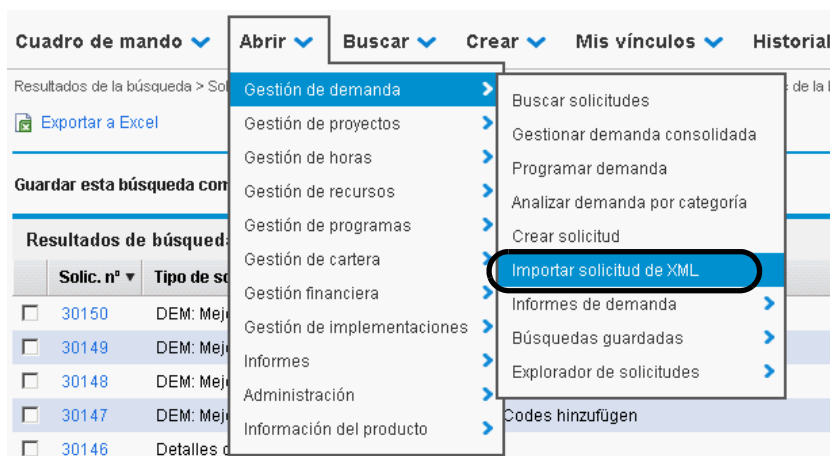 Cuadro de mando Abrir Buscar Crear Mis vínculos Historial
Resultados de la búsqueda > Sol
de la
Exportar a Excel
Guardar esta búsqueda com
Resultados de búsqued
Solic. nº Tipo de so
30150 DEM: Mej
30149 DEM: Mej
30148 DEM: Mej
30147 DEM: Mej
Codes hinzufügen
30146 Detalles d
Gestión de demanda
Gestión de proyectos
Gestión de horas
Gestión de recursos
Gestión de programas
Gestión de cartera
Gestión financiera
Gestión de implementaciones
Informes
Administración
Información del producto
Buscar solicitudes
Gestionar demanda consolidada
Programar demanda
Analizar demanda por categoría
Crear solicitud
Importar solicitud de XML
Informes de demanda
Búsquedas guardadas
Explorador de solicitudes